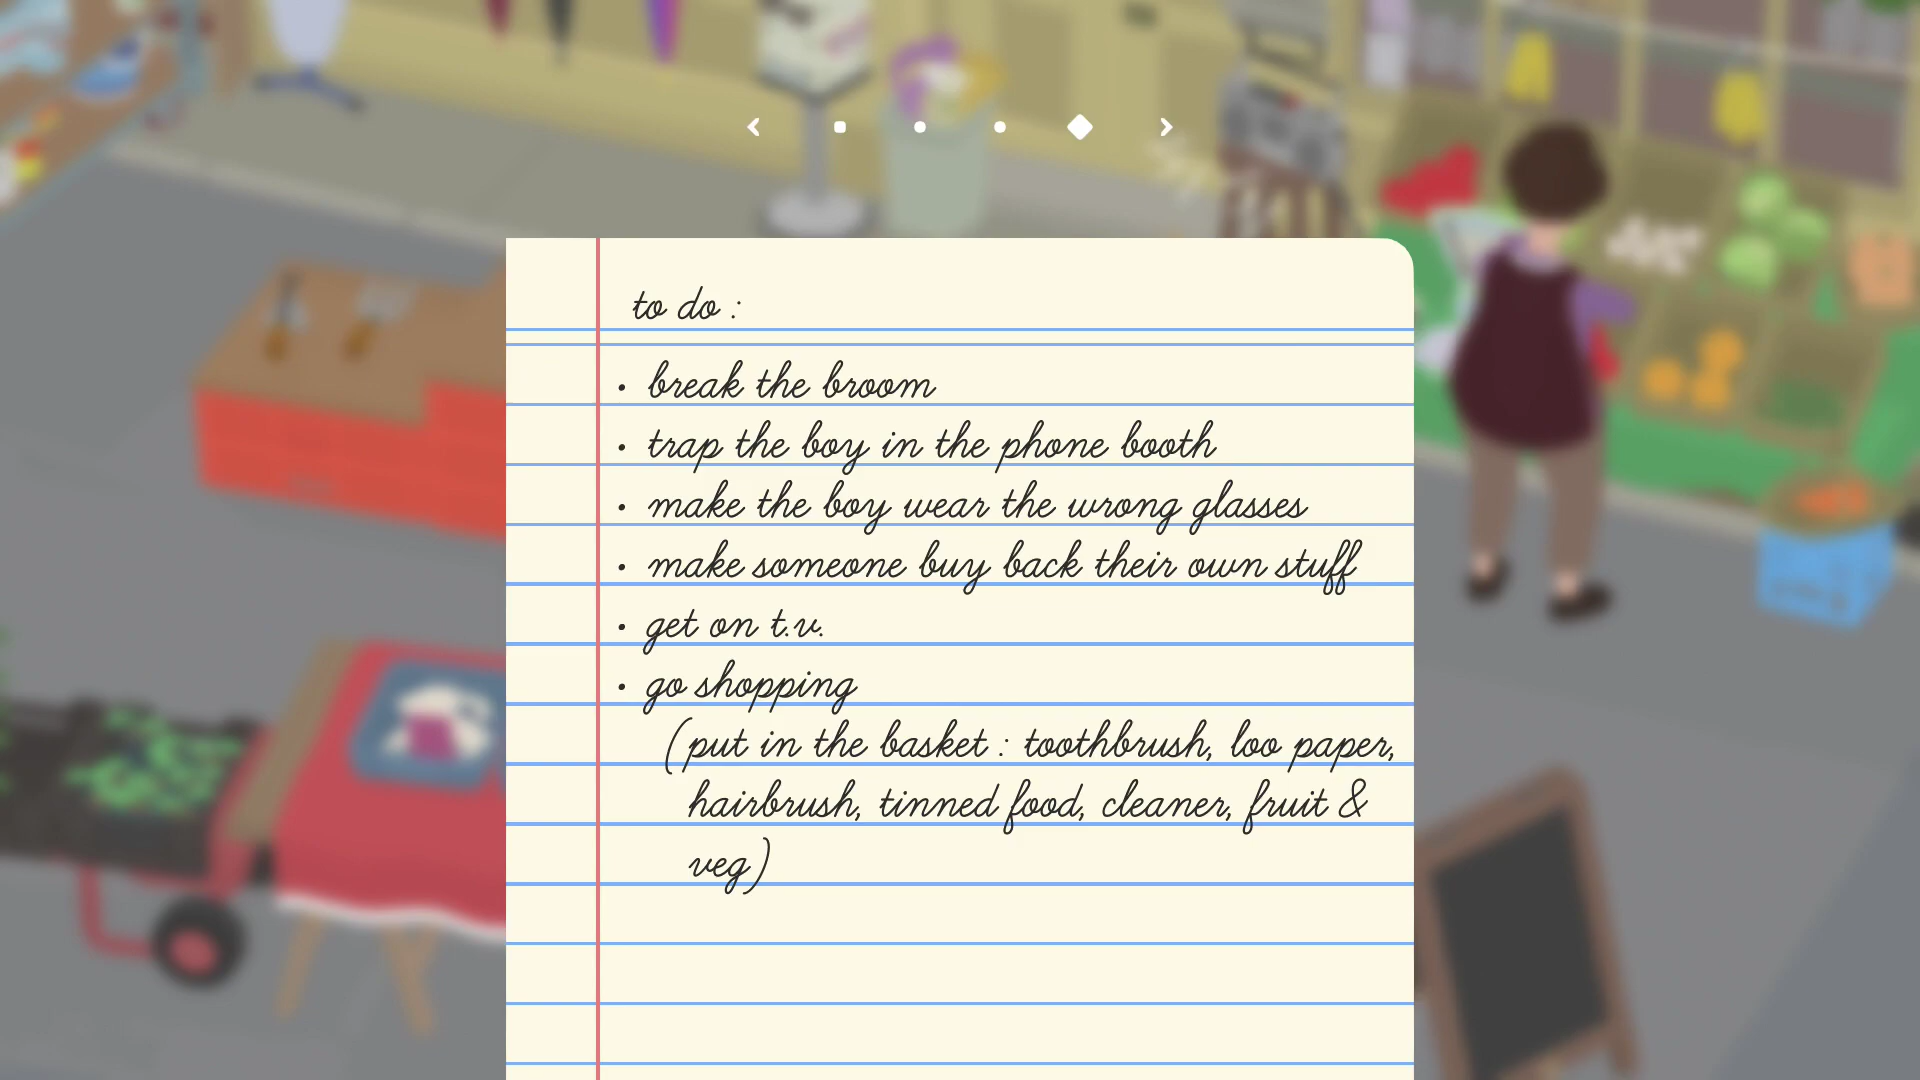 to do :
• break the broom
• trap the boy in the phone booth
• make the boy wear the wrong glasses
• make someone buy back their own stuff
• get on t.v.
• go shopping
(put in the basket : toothbrush, loo paper,
hairbrush, tinned food, cleaner, fruit &
veg)